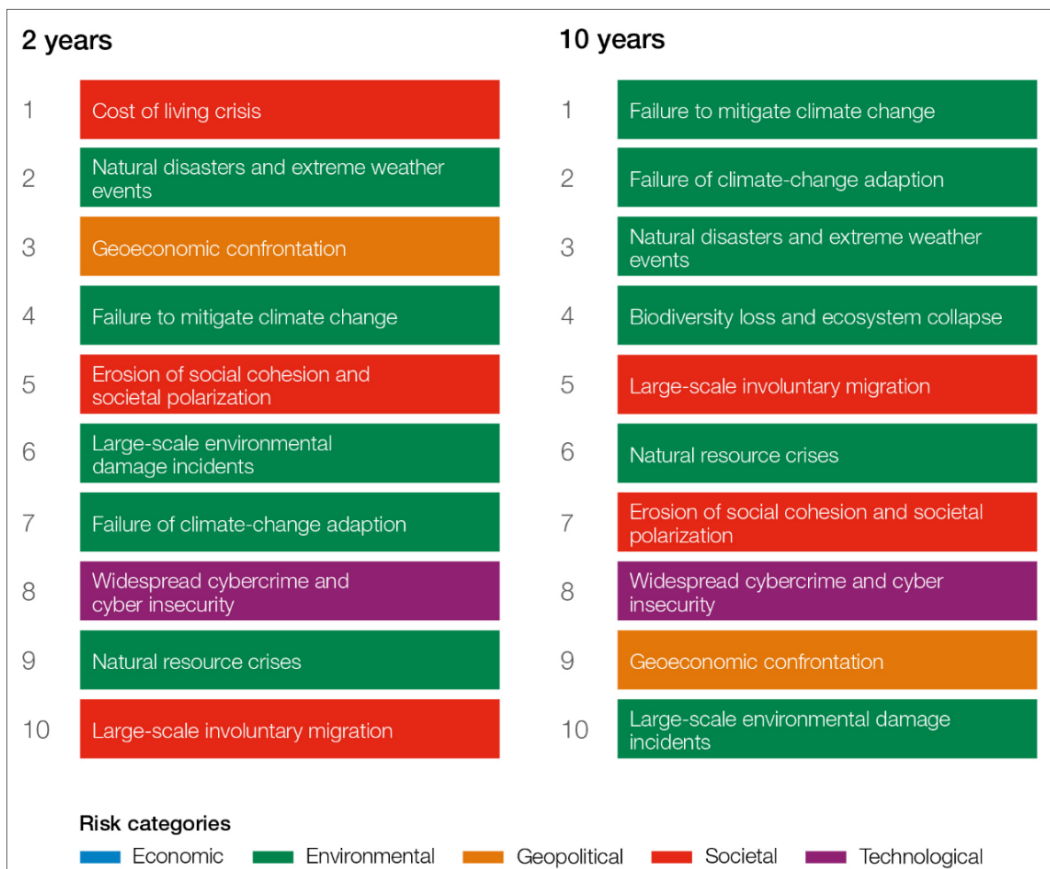 2 years
1
Cost of living crisis
2
Natural disasters and extreme weather
events
3
Geoeconomic confrontation
4
Failure to mitigate climate change
5
Erosion of social cohesion and
societal polarization
6
Large-scale environmental
damage incidents
7
Failure of climate-change adaption
8
Widespread cybercrime and
cyber insecurity
9
Natural resource crises
10
Large-scale involuntary migration
10 years
1
Failure to mitigate climate change
2
Failure of climate-change adaption
3
Natural disasters and extreme weather
events
4
Biodiversity loss and ecosystem collapse
5
Large-scale involuntary migration
6
Natural resource crises
7
Erosion of social cohesion and societal
polarization
8
Widespread cybercrime and cyber
insecurity
9
Geoeconomic confrontation
10
Large-scale environmental damage
incidents
Risk categories
Economic
Environmental
Geopolitical
Societal
Technological